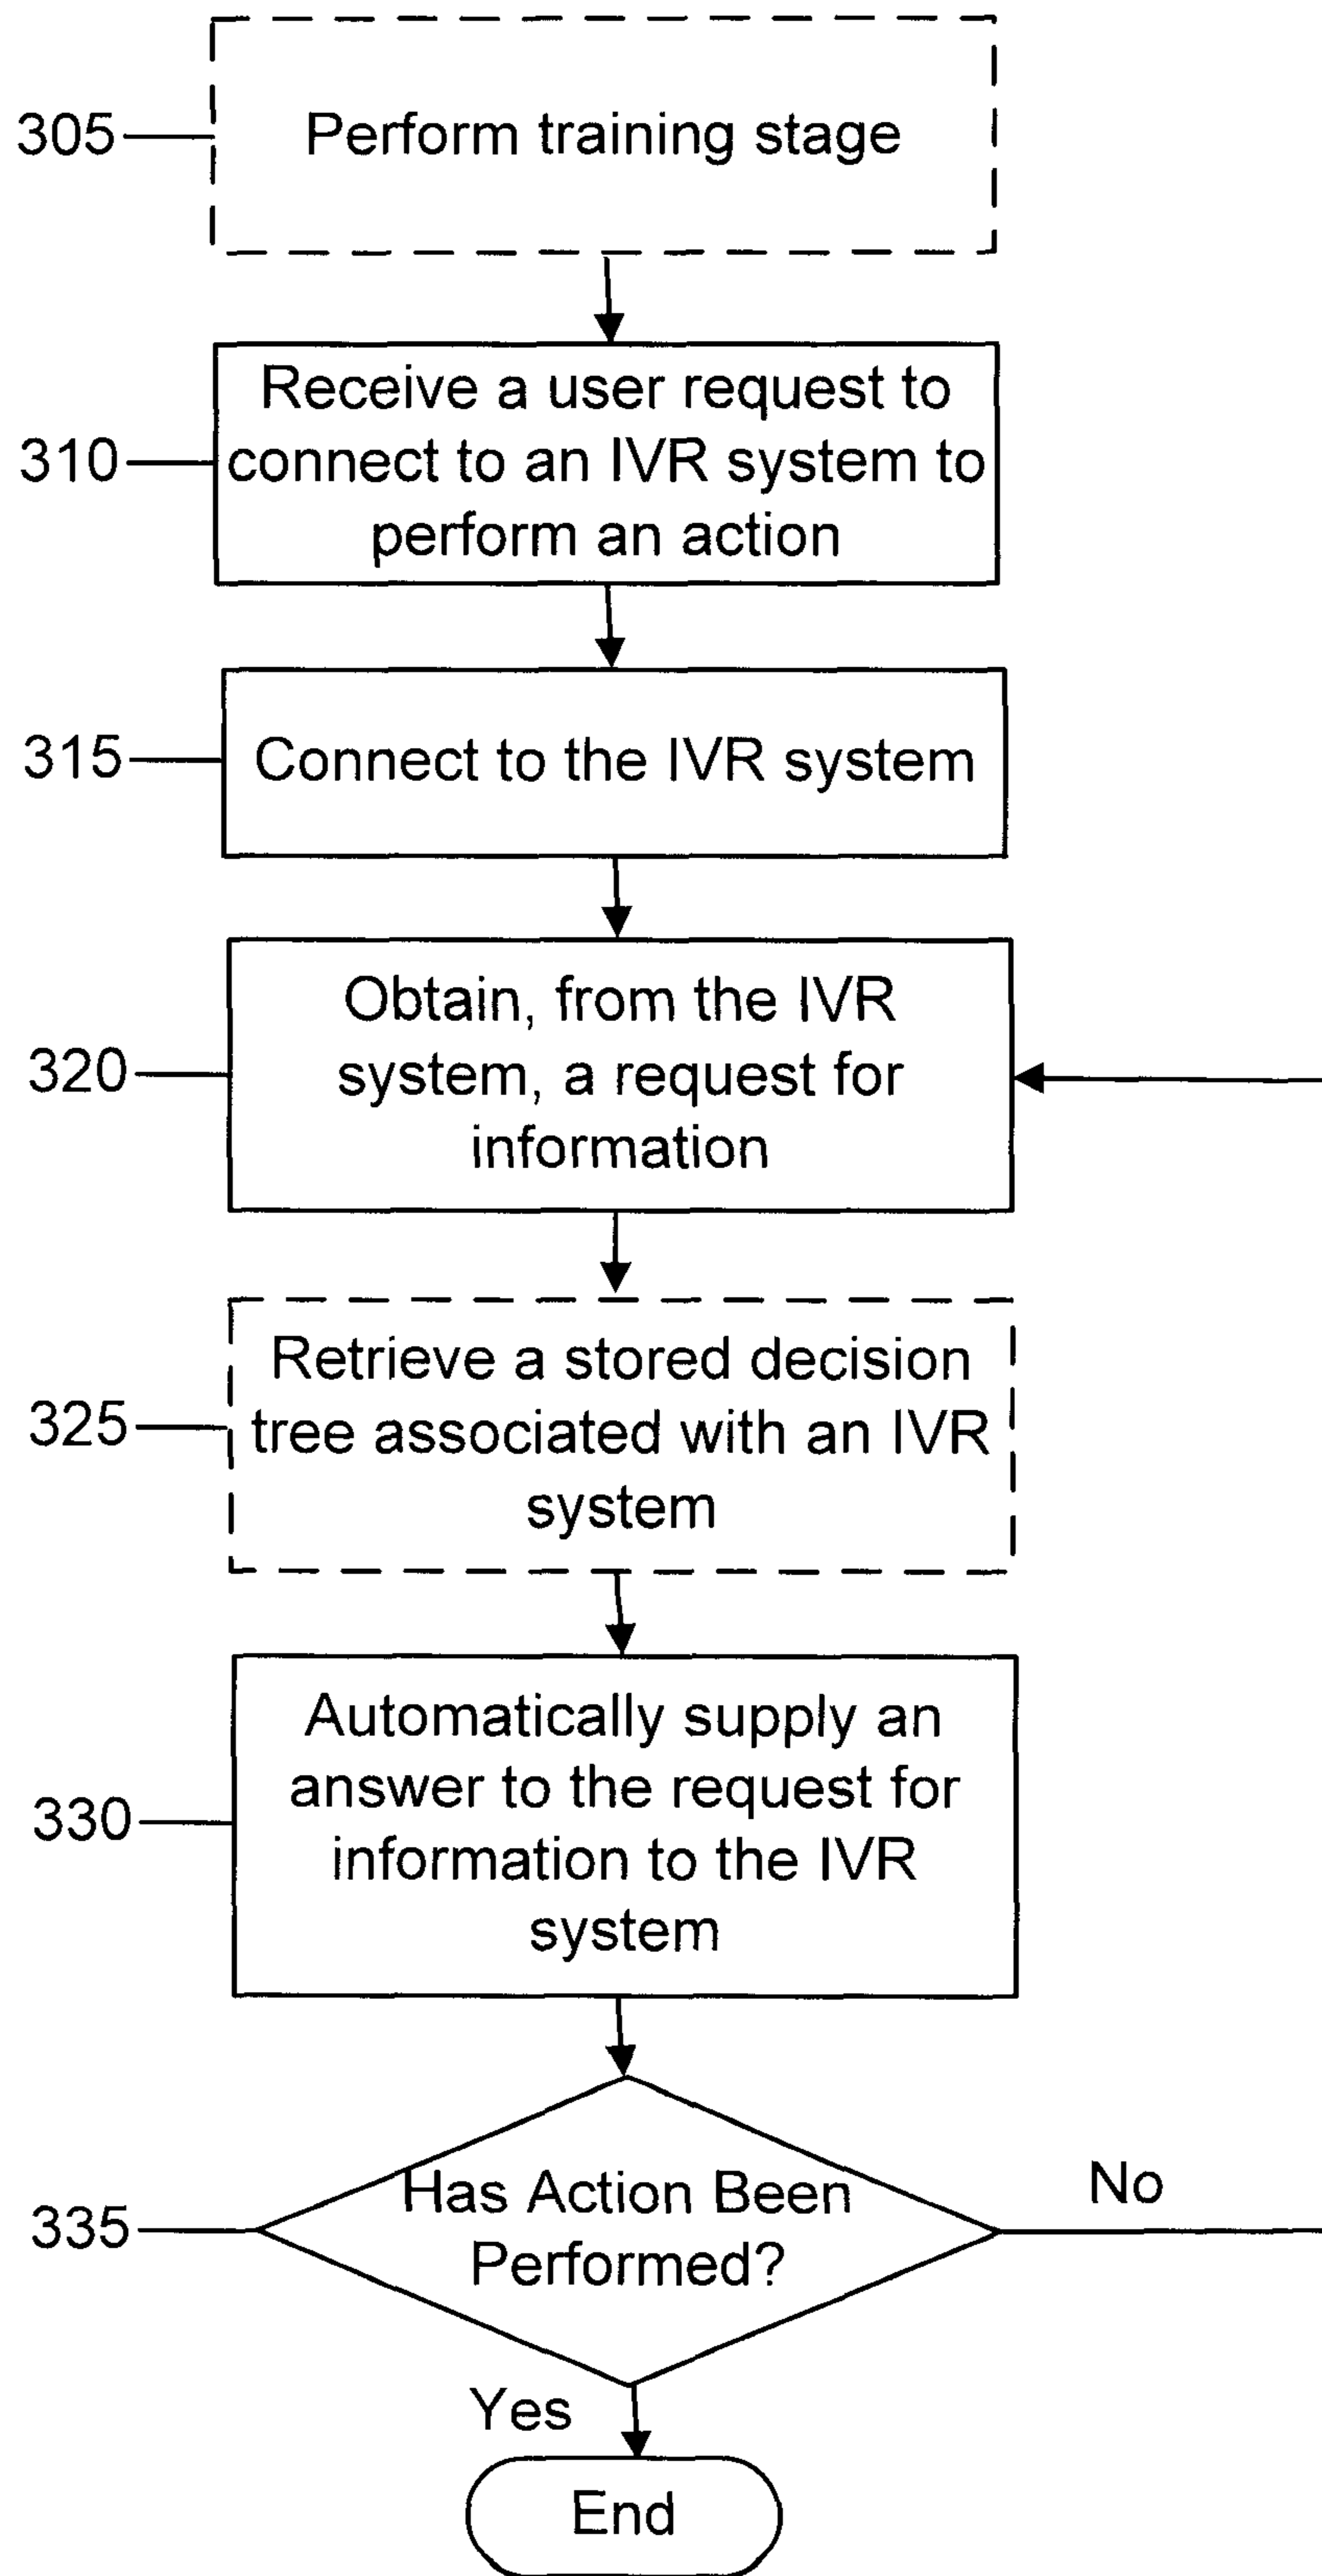 305
Perform training stage
310
Receive a user request to
connect to an IVR system to
perform an action
315
Connect to the IVR system
320
Obtain, from the IVR
system, a request for
information
325
Retrieve a stored decision
tree associated with an IVR
system
330
Automatically supply an
answer to the request for
information to the IVR
system
335
Has Action Been
Performed?
No
Yes
End